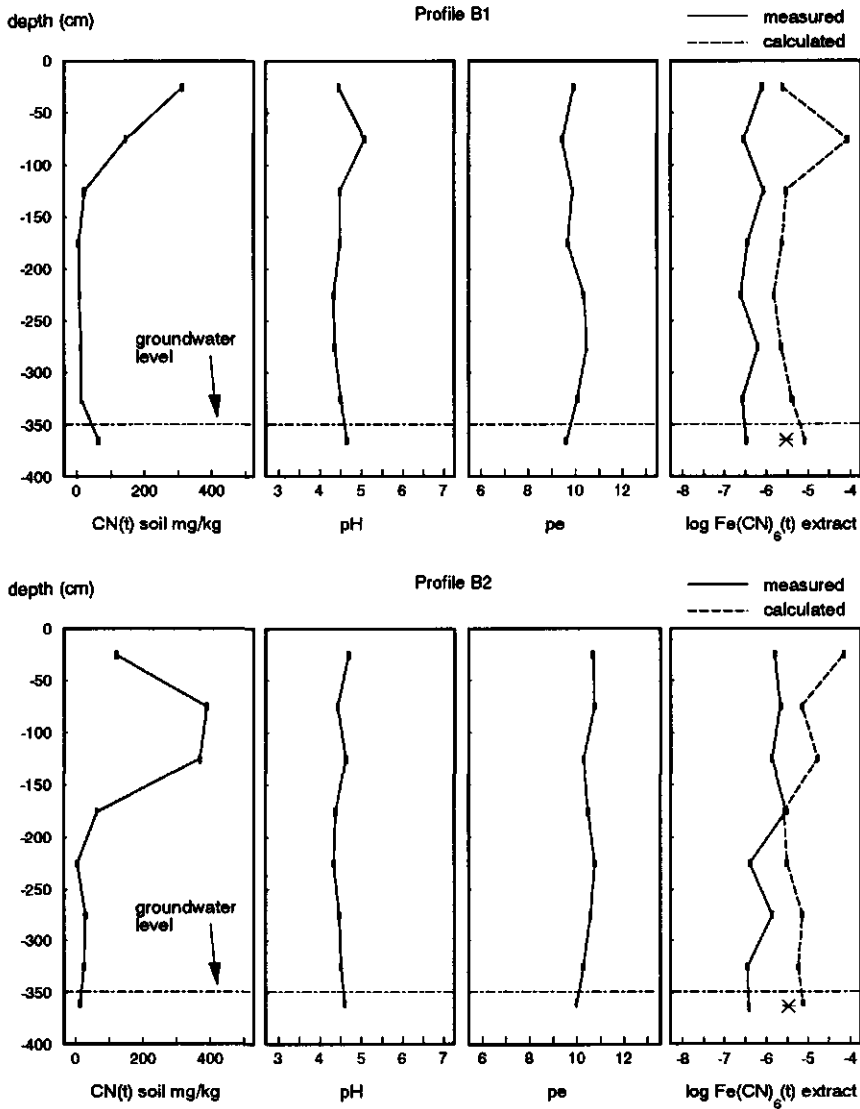 depth (cm)
Profile B1
measured
calculated
0
-50
-100
-150
-200
-250
-300
-350
-400
groundwater
level
0 200 400
3 4 5 6 7
6 8 10 12
-8 -7 -6 -5 -4
CN(t) soil mg/kg
pH
pe
log Fe(CN)6(t) extract
depth (cm)
Profile B2
measured
calculated
0
-50
-100
-150
-200
-250
-300
-350
-400
groundwater
level
0 200 400
3 4 5 6 7
6 8 10 12
-8 -7 -6 -5 -4
CN(t) soil mg/kg
pH
pe
log Fe(CN)6(t) extract